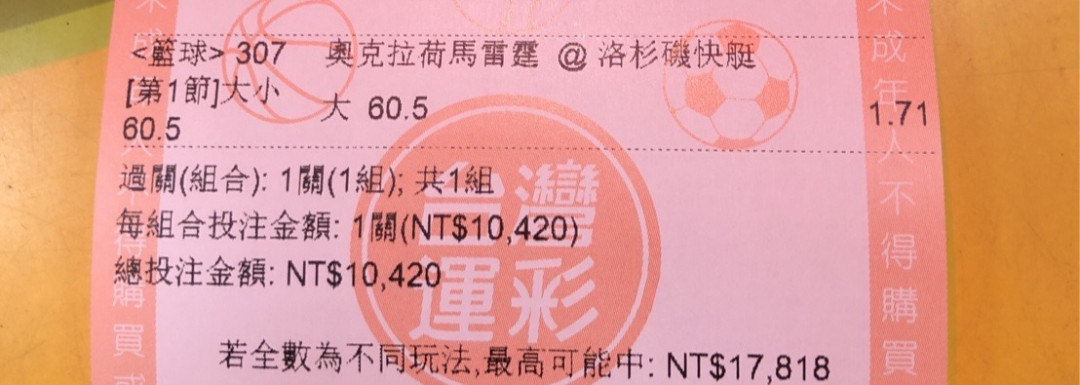 <籃球> 307 奧克拉荷馬雷霆 @ 洛杉磯快艇
[第1節]大小 60.5 大 60.5 1.71
過關(組合): 1關(1組); 共1組
每組合投注金額: 1關(NT$10,420)
總投注金額: NT$10,420
若全數為不同玩法,最高可能中: NT$17,818
台灣
運彩
成年人不得購買
得購買